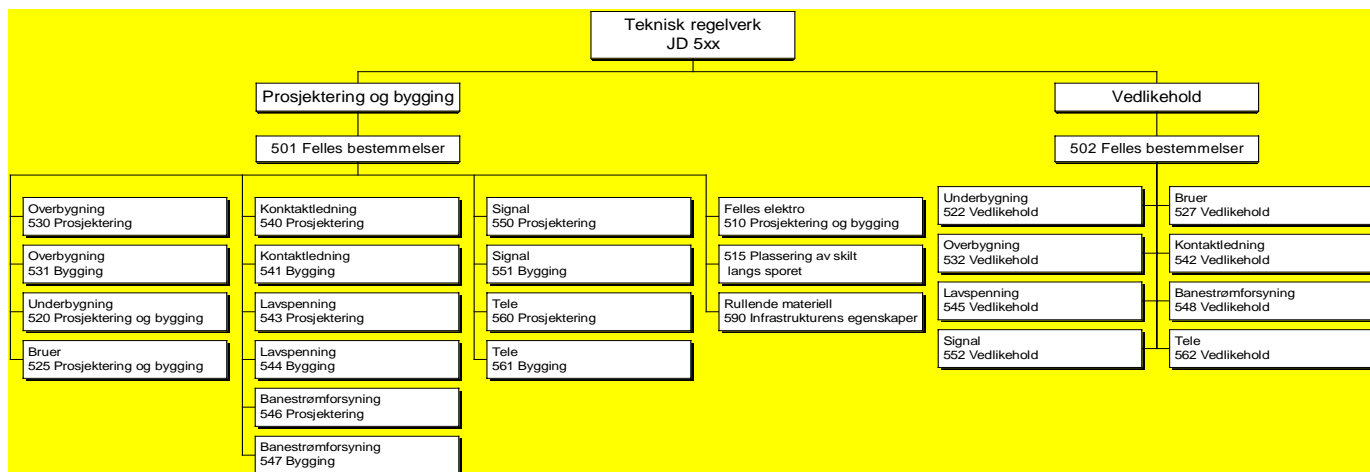 Teknisk regelverk
JD 5xx
Prosjektering og bygging
Vedlikehold
501 Felles bestemmelser
502 Felles bestemmelser
Overbygning
530 Prosjektering
Overbygning
531 Bygging
Underbygning
520 Prosjektering og bygging
Bruer
525 Prosjektering og bygging
Konktaktledning
540 Prosjektering
Kontaktledning
541 Bygging
Lavspenning
543 Prosjektering
Lavspenning
544 Bygging
Banestrømforsyning
546 Prosjektering
Banestrømforsyning
547 Bygging
Signal
550 Prosjektering
Signal
551 Bygging
Tele
560 Prosjektering
Tele
561 Bygging
Felles elektro
510 Prosjektering og bygging
515 Plassering av skilt
langs sporet
Rullende materiell
590 Infrastrukturens egenskaper
Underbygning
522 Vedlikehold
Overbygning
532 Vedlikehold
Lavspenning
545 Vedlikehold
Signal
552 Vedlikehold
Bruer
527 Vedlikehold
Kontaktledning
542 Vedlikehold
Banestrømforsyning
548 Vedlikehold
Tele
562 Vedlikehold